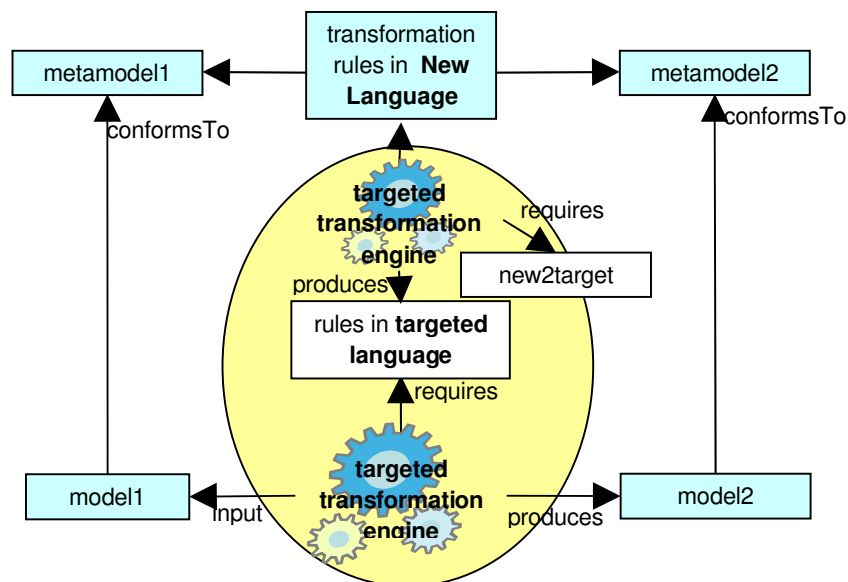 transformation
rules in New
Language
metamodel1
metamodel2
conformsTo
conformsTo
targeted
transformation
engine
requires
new2target
produces
rules in targeted
language
requires
targeted
transformation
engine
model1
input
produces
model2